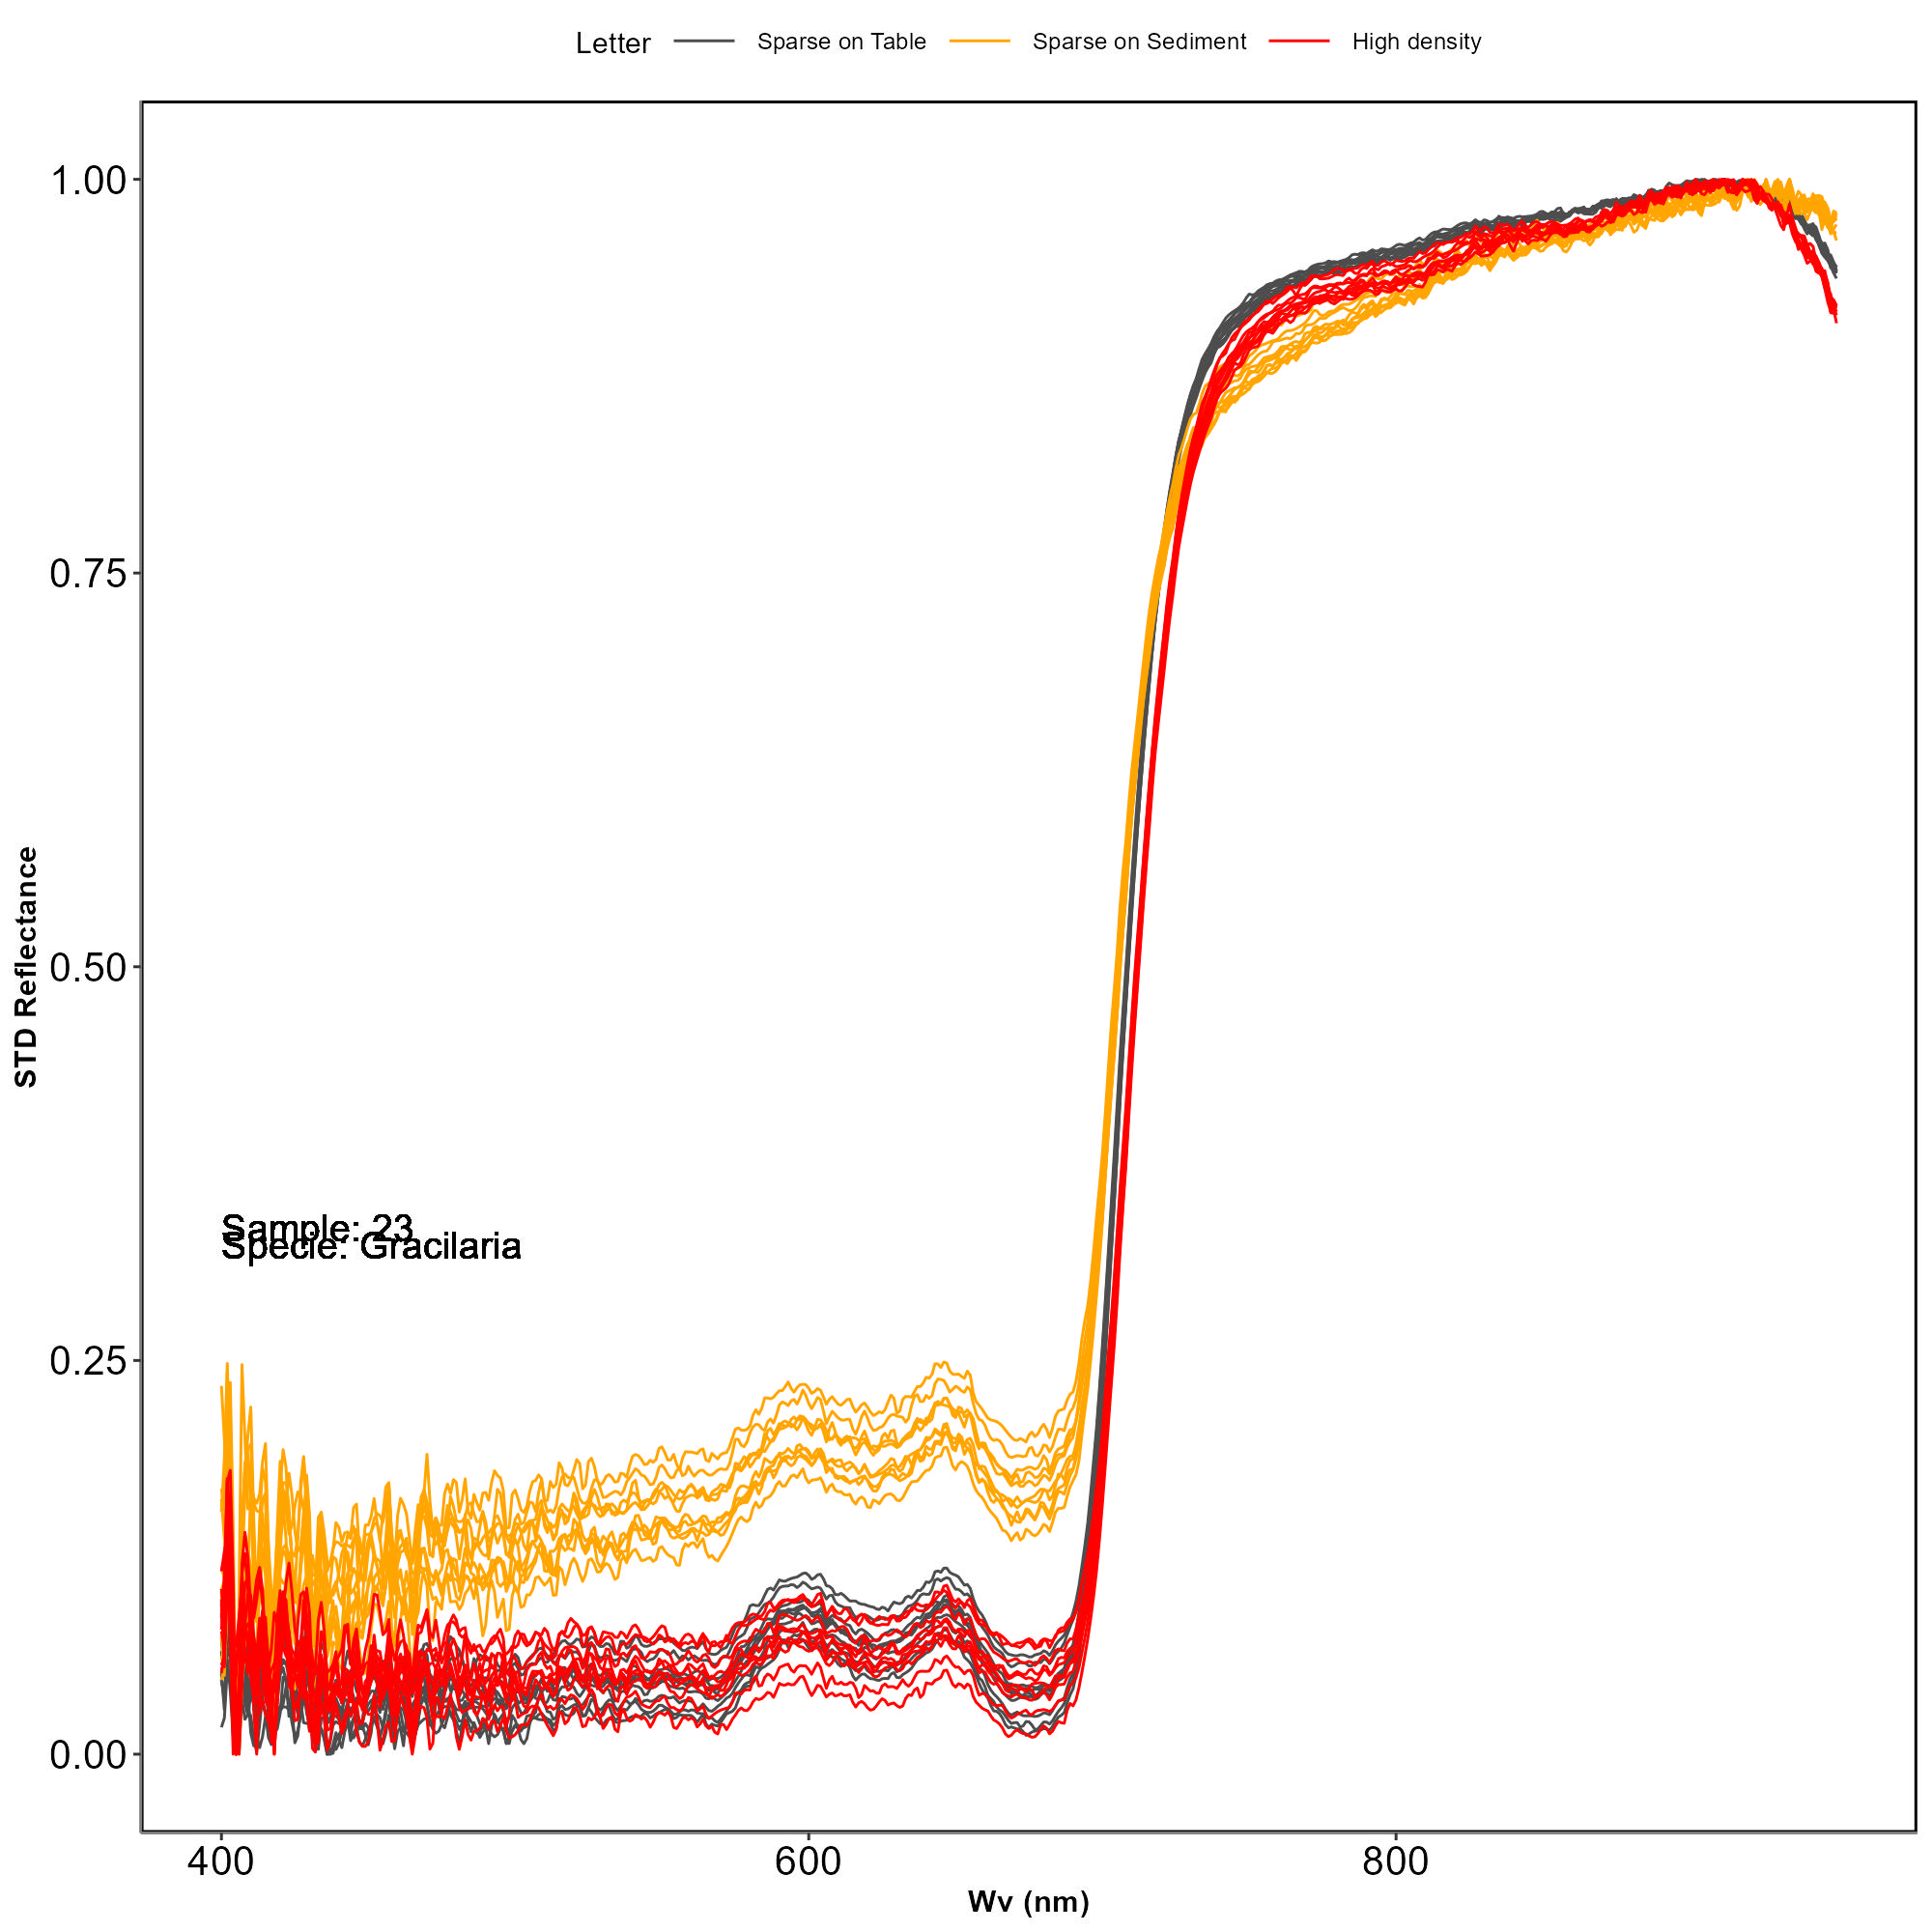 Letter Sparse on Table Sparse on Sediment High density
1.00
0.75
0.50
0.25
0.00
STD Reflectance
Sample: 23
Specie: Gracilaria
400 600 800
Wv (nm)